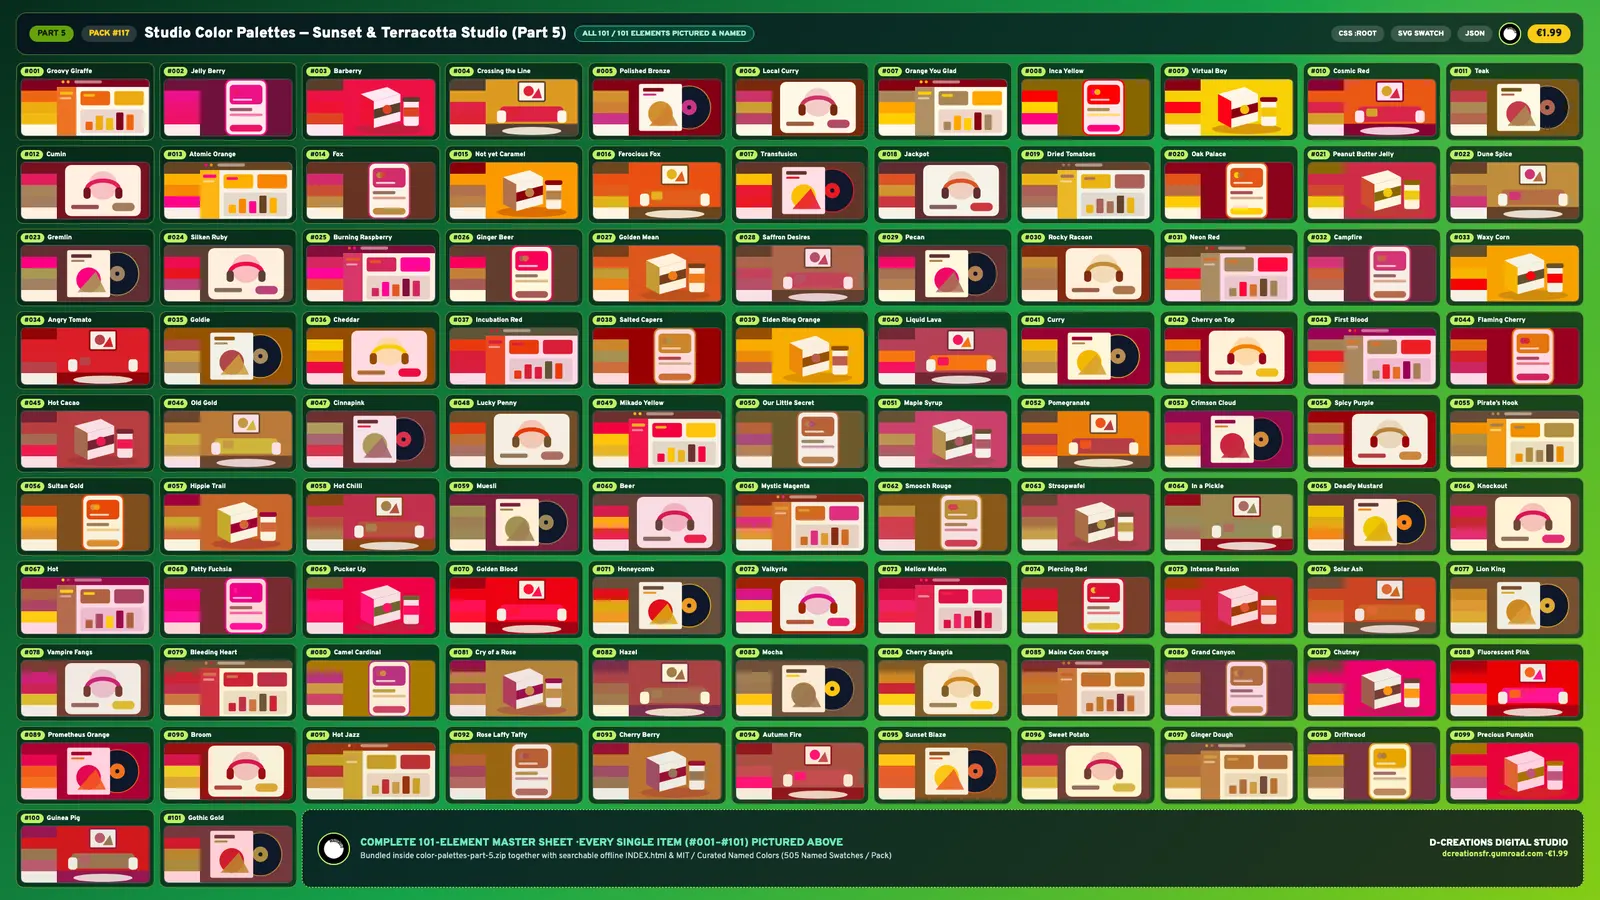 PART 5 PACK #117 Studio Color Palettes — Sunset & Terracotta Studio (Part 5) ALL 101 / 101 ELEMENTS PICTURED & NAMED CSS :ROOT SVG SWATCH JSON €1.99
#001 Groovy Giraffe #002 Jelly Berry #003 Barberry #004 Crossing the Line #005 Polished Bronze #006 Local Curry #007 Orange You Glad #008 Inca Yellow #009 Virtual Boy #010 Cosmic Red #011 Teak
#012 Cumin #013 Atomic Orange #014 Fox #015 Not yet Caramel #016 Ferocious Fox #017 Transfusion #018 Jackpot #019 Dried Tomatoes #020 Oak Palace #021 Peanut Butter Jelly #022 Dune Spice
#023 Gremlin #024 Silken Ruby #025 Burning Raspberry #026 Ginger Beer #027 Golden Mean #028 Saffron Desires #029 Pecan #030 Rocky Racoon #031 Neon Red #032 Campfire #033 Waxy Corn
#034 Angry Tomato #035 Goldie #036 Cheddar #037 Incubation Red #038 Salted Capers #039 Elden Ring Orange #040 Liquid Lava #041 Curry #042 Cherry on Top #043 First Blood #044 Flaming Cherry
#045 Hot Cacao #046 Old Gold #047 Cinnapink #048 Lucky Penny #049 Mikado Yellow #050 Our Little Secret #051 Maple Syrup #052 Pomegranate #053 Crimson Cloud #054 Spicy Purple #055 Pirate's Hook
#056 Sultan Gold #057 Hippie Trail #058 Hot Chilli #059 Muesli #060 Beer #061 Mystic Magenta #062 Smooch Rouge #063 Stroopwafel #064 In a Pickle #065 Deadly Mustard #066 Knockout
#067 Hot #068 Fatty Fuchsia #069 Pucker Up #070 Golden Blood #071 Honeycomb #072 Valkyrie #073 Mellow Melon #074 Piercing Red #075 Intense Passion #076 Solar Ash #077 Lion King
#078 Vampire Fangs #079 Bleeding Heart #080 Camel Cardinal #081 Cry of a Rose #082 Hazel #083 Mocha #084 Cherry Sangria #085 Maine Coon Orange #086 Grand Canyon #087 Chutney #088 Fluorescent Pink
#089 Prometheus Orange #090 Broom #091 Hot Jazz #092 Rose Laffy Taffy #093 Cherry Berry #094 Autumn Fire #095 Sunset Blaze #096 Sweet Potato #097 Ginger Dough #098 Driftwood #099 Precious Pumpkin
#100 Guinea Pig #101 Gothic Gold
COMPLETE 101-ELEMENT MASTER SHEET · EVERY SINGLE ITEM (#001–#101) PICTURED ABOVE
Bundled inside color-palettes-part-5.zip together with searchable offline INDEX.html & MIT / Curated Named Colors (505 Named Swatches / Pack)
D-CREATIONS DIGITAL STUDIO
dcreationsfr.gumroad.com · €1.99